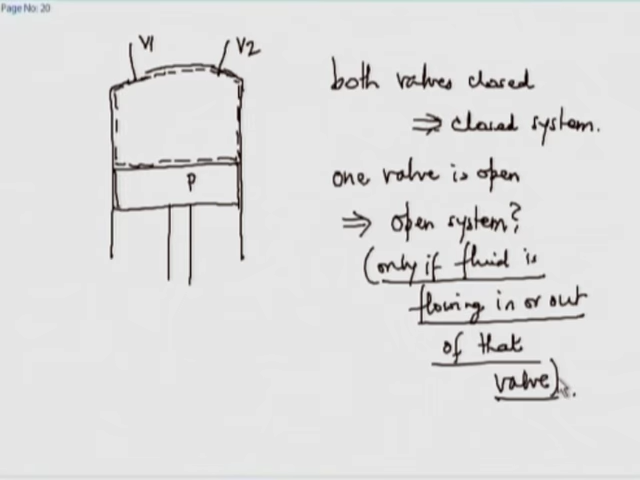 Page No: 20
V1
V2
P
both valves closed
⇒ closed system.
one valve is open
⇒ open system?
(only if fluid is
flowing in or out
of that
valve).